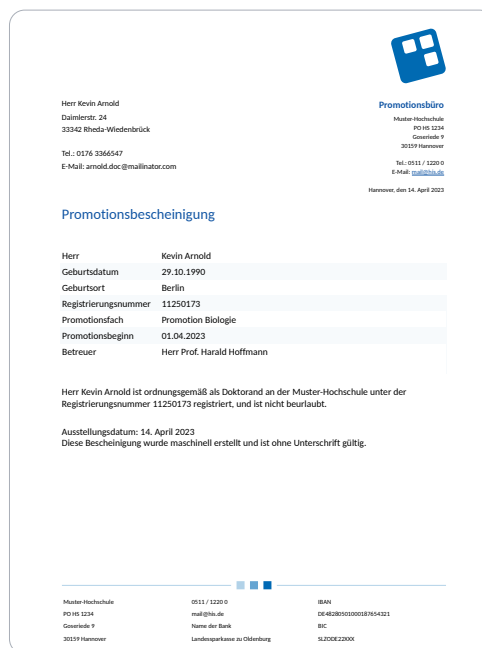 Herr Kevin Arnold
Daimlerstr. 24
33342 Rheda-Wiedenbrück
Tel.: 0176 3366547
E-Mail: arnold.doc@mailinator.com
Promotionsbüro
Muster-Hochschule
PO HS 1234
Goseriede 9
30159 Hannover
Tel.: 0511 / 1220 0
E-Mail: mail@his.de
Hannover, den 14. April 2023
Promotionsbescheinigung
Herr Kevin Arnold
Geburtsdatum 29.10.1990
Geburtsort Berlin
Registrierungsnummer 11250173
Promotionsfach Promotion Biologie
Promotionsbeginn 01.04.2023
Betreuer Herr Prof. Harald Hoffmann
Herr Kevin Arnold ist ordnungsgemäß als Doktorand an der Muster-Hochschule unter der
Registrierungsnummer 11250173 registriert, und ist nicht beurlaubt.
Ausstellungsdatum: 14. April 2023
Diese Bescheinigung wurde maschinell erstellt und ist ohne Unterschrift gültig.
Muster-Hochschule 0511 / 1220 0 IBAN
PO HS 1234 mail@his.de DE48280501000187654321
Goseriede 9 Name der Bank BIC
30159 Hannover Landessparkasse zu Oldenburg SLZODE22XXX